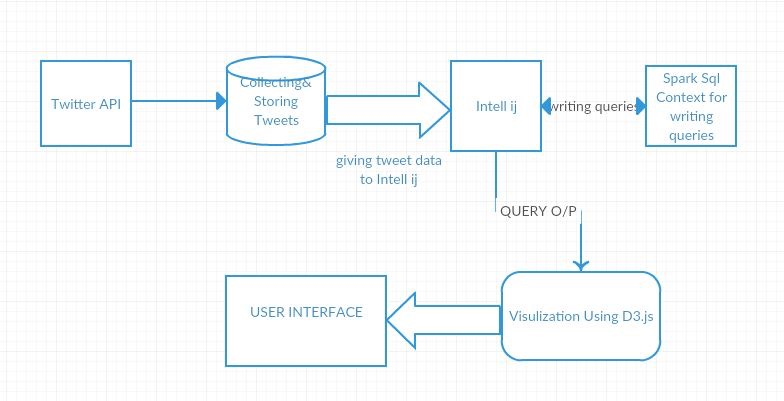 Twitter API
Collecting&
Storing
Tweets
giving tweet data
to Intell ij
Intell ij
writing queries
Spark Sql
Context for
writing
queries
QUERY O/P
Visulization Using D3.js
USER INTERFACE